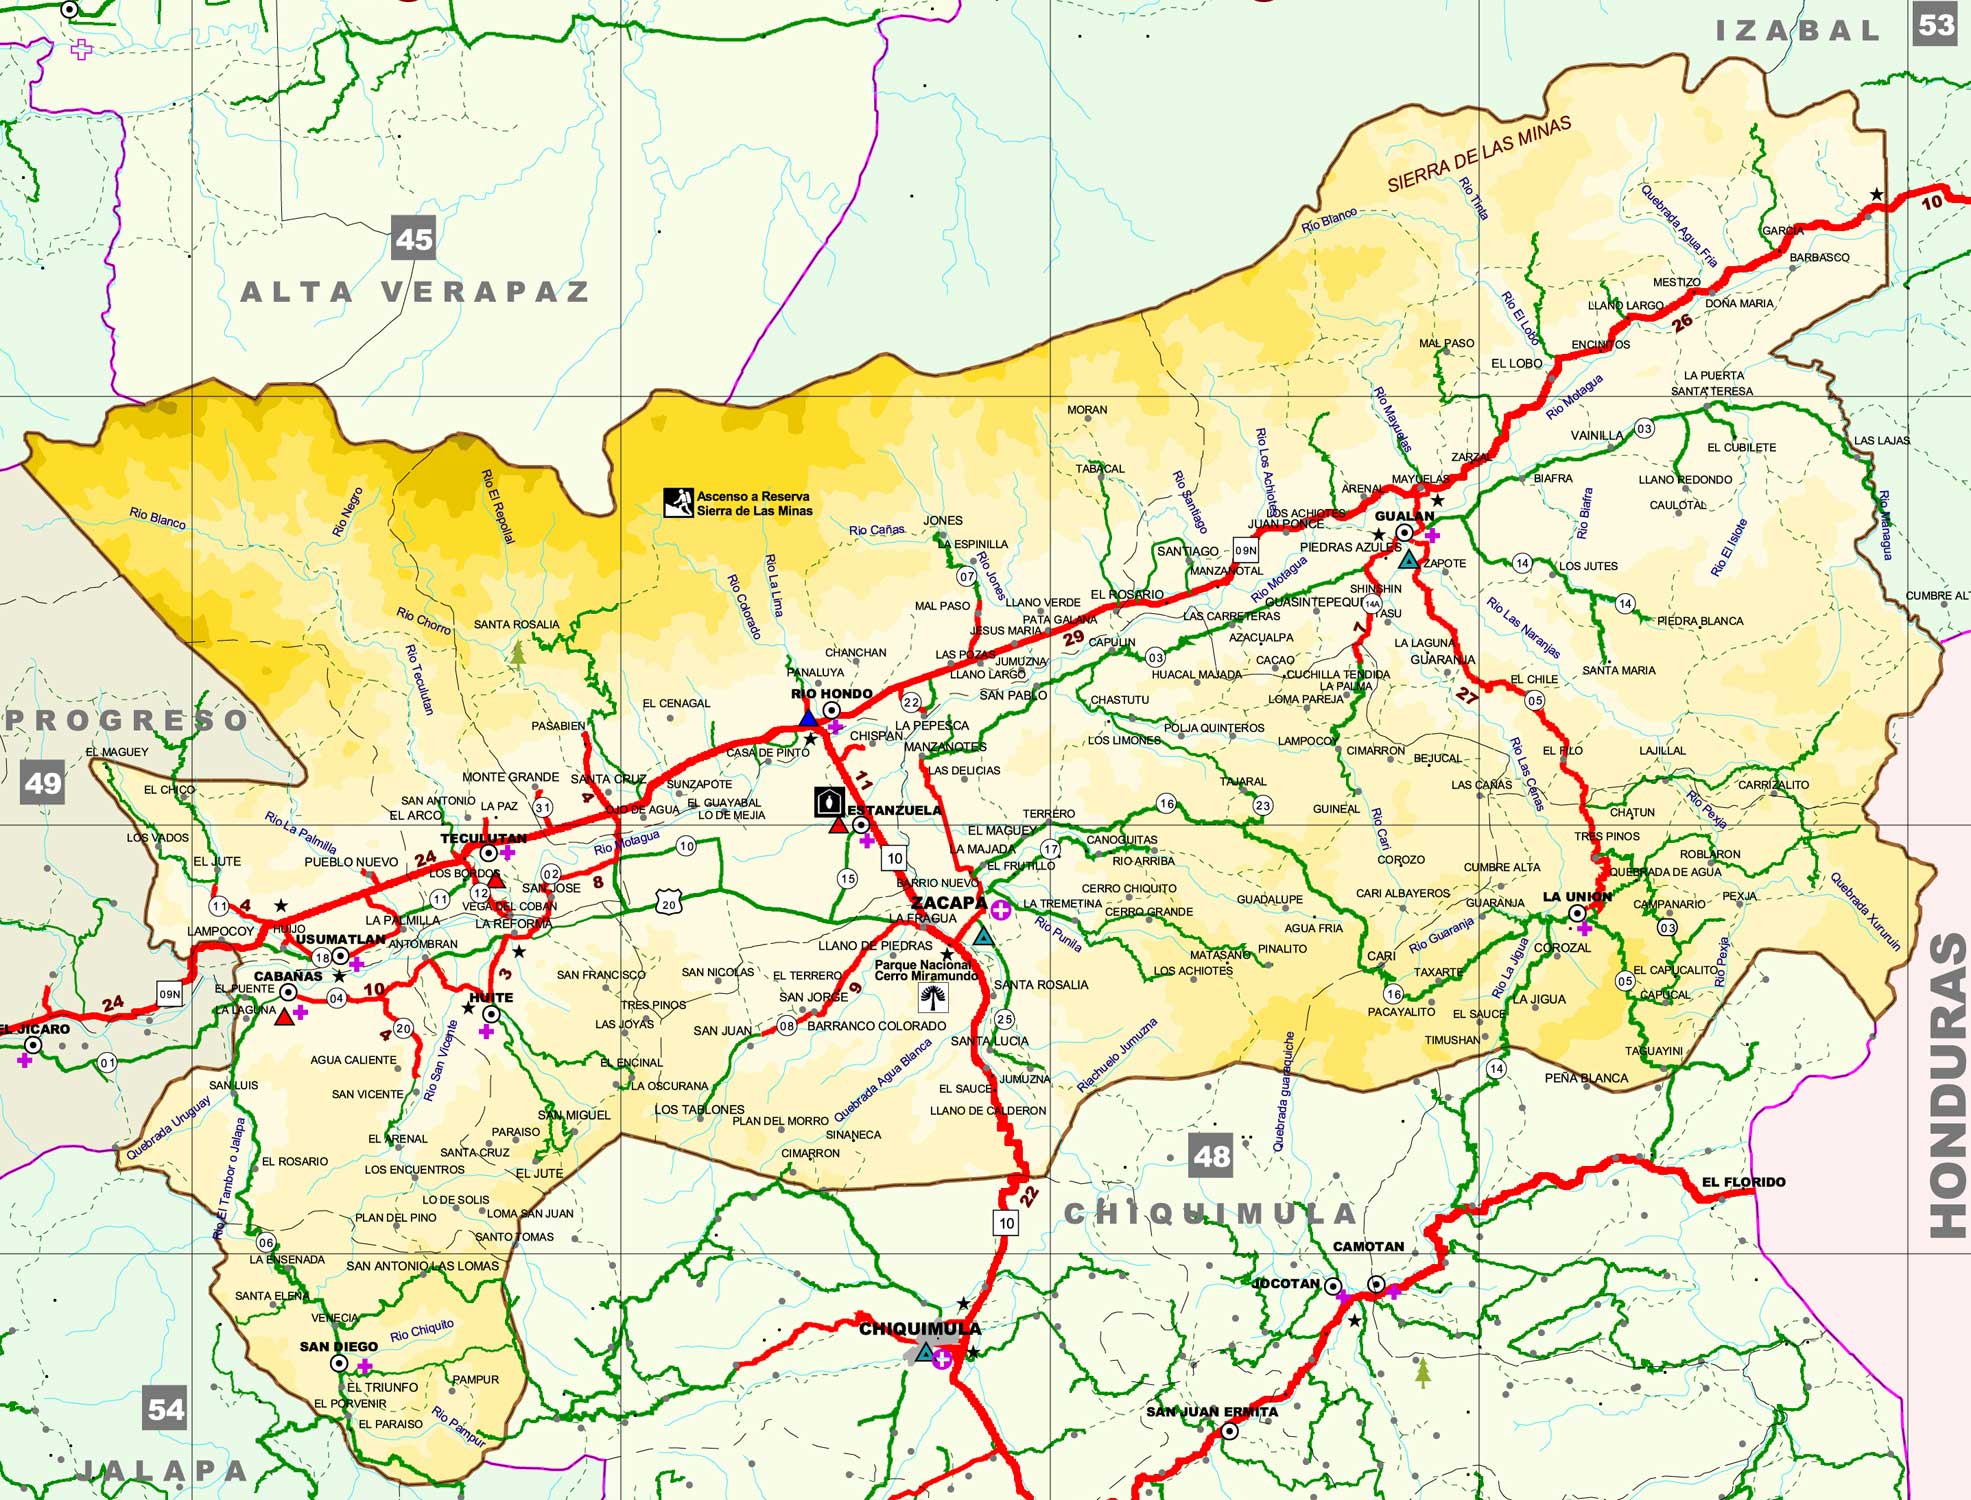 IZABAL
53
SIERRA DE LAS MINAS
Rio Blanco
Rio Tinta
Quebrada Agua Fria
GARCIA
10
BARBASCO
45
ALTA VERAPAZ
MESTIZO
LLANO LARGO
DOÑA MARIA
26
Rio El Lobo
ENCINITOS
MAL PASO
EL LOBO
LA PUERTA
SANTA TERESA
Rio Motagua
Rio Mayuelas
MORAN
VAINILLA
03
LAS LAJAS
EL CUBILETE
TABACAL
ZARZAL
MAYUELAS
BIAFRA
LLANO REDONDO
ARENAL
CAULOTAL
Rio Los Achiotes
Rio Santiago
Rio Biafra
Rio El Islote
Rio Managua
Ascenso a Reserva
Sierra de Las Minas
Rio Blanco
Rio Negro
Rio El Repollal
Rio Cañas
JONES
LA ESPINILLA
LOS ACHIOTES
JUAN PONCE
GUALAN
SANTIAGO
09N
PIEDRAS AZULES
MANZANOTAL
ZAPOTE
14
LOS JUTES
07
Rio Jones
Rio La Lima
Rio Colorado
Rio Motagua
EL ROSARIO
SHINSHIN
GUASINTEPEQUE
14A
YASU
14
CUMBRE ALTA
PIEDRA BLANCA
Rio Las Naranjas
Rio Chorro
SANTA ROSALIA
MAL PASO
LLANO VERDE
PATA GALANA
JESUS MARIA
29
LAS CARRETERAS
AZACUALPA
7
LA LAGUNA
GUARANJA
CAPULIN
03
CACAO
SANTA MARIA
CHANCHAN
LAS POZAS
JUMUZNA
LLANO LARGO
HUACAL MAJADA
CUCHILLA TENDIDA
LA PALMA
LOMA PAREJA
PANALUYA
RIO HONDO
SAN PABLO
CHASTUTU
27
EL CHILE
05
Rio Teculutan
EL CENAGAL
22
LA PEPESCA
POLJA QUINTEROS
LOS LIMONES
LAMPOCOY
CIMARRON
BEJUCAL
PROGRESO
PASABIEN
CHISPAN
MANZANOTES
CASA DE PINTO
LAS DELICIAS
Rio Las Cenas
EL FILO
LAJILLAL
EL MAGUEY
49
EL CHICO
MONTE GRANDE
SANTA CRUZ
4
SUNZAPOTE
11
TAJARAL
LAS CAÑAS
CARRIZALITO
Rio Pexja
SAN ANTONIO
EL ARCO
LA PAZ
31
OJO DE AGUA
EL GUAYABAL
LO DE MEJIA
ESTANZUELA
TERRERO
16
23
GUINEAL
Rio Cari
CHATUN
LOS VADOS
Rio La Palmilla
TECULUTAN
Rio Motagua
10
10
EL MAGUEY
LA MAJADA
CANOGUITAS
17
RIO ARRIBA
TRES PINOS
ROBLARON
EL JUTE
PUEBLO NUEVO
24
LOS BORDOS
02
8
SAN JOSE
15
EL FRUTILLO
BARRIO NUEVO
COROZO
CUMBRE ALTA
QUEBRADA DE AGUA
11
4
11
12
VEGA DEL COBAN
20
ZACAPA
CERRO CHIQUITO
LA TREMETINA
CERRO GRANDE
GUADALUPE
CARI ALBAYEROS
GUARANJA
LA UNION
PEXJA
CAMPANARIO
Quebrada Xururuin
LAMPOCOY
HUIJO
LA PALMILLA
LA REFORMA
LA FRAGUA
Rio Punila
AGUA FRIA
Rio Guaranja
03
USUMATLAN
18
ANTOMBRAN
LLANO DE PIEDRAS
MATASANO
PINALITO
CARI
COROZAL
Rio La Jigua
Rio Pexja
CABAÑAS
3
SAN FRANCISCO
SAN NICOLAS
EL TERRERO
Parque Nacional
Cerro Miramundo
LOS ACHIOTES
TAXARTE
EL CAPUCALITO
05
09N
24
EL PUENTE
04
10
HUITE
TRES PINOS
SAN JORGE
9
SANTA ROSALIA
16
LA JIGUA
CAPUCAL
HONDURAS
LA LAGUNA
20
4
LAS JOYAS
SAN JUAN
08
BARRANCO COLORADO
25
PACAYALITO
EL SAUCE
EL JICARO
01
AGUA CALIENTE
Rio San Vicente
EL ENCINAL
Quebrada Agua Blanca
SANTA LUCIA
Riachuelo Jumuzna
Quebrada guaraquiche
TIMUSHAN
TAGUAYINI
SAN LUIS
SAN VICENTE
LA OSCURANA
EL SAUCE
JUMUZNA
14
PEÑA BLANCA
Quebrada Uruguay
Rio El Tambor o Jalapa
SAN MIGUEL
LOS TABLONES
PLAN DEL MORRO
LLANO DE CALDERON
EL ARENAL
PARAISO
SINANECA
SANTA CRUZ
CIMARRON
48
EL ROSARIO
LOS ENCUENTROS
EL JUTE
22
EL FLORIDO
LO DE SOLIS
LOMA SAN JUAN
PLAN DEL PINO
10
CHIQUIMULA
SANTO TOMAS
06
LA ENSENADA
SAN ANTONIO LAS LOMAS
CAMOTAN
SANTA ELENA
JOCOTAN
VENECIA
Rio Chiquito
CHIQUIMULA
SAN DIEGO
EL TRIUNFO
PAMPUR
EL PORVENIR
54
EL PARAISO
Rio Pampur
SAN JUAN ERMITA
JALAPA